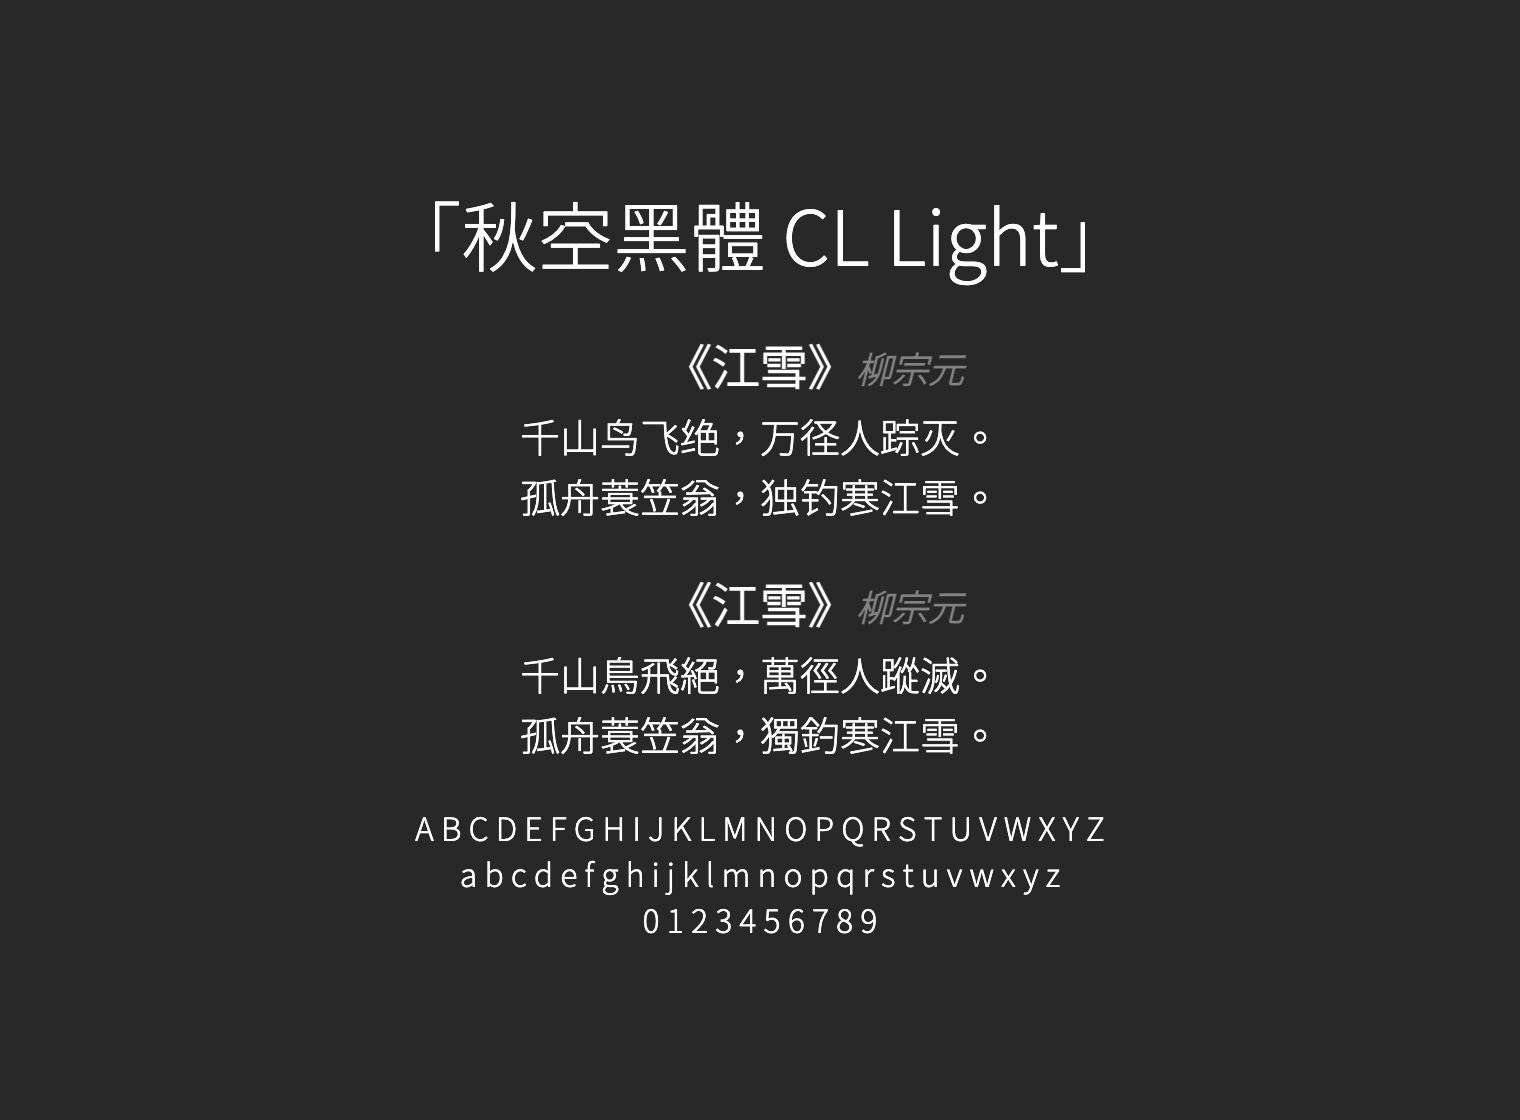 「秋空黑體 CL Light」
《江雪》柳宗元
千山鸟飞绝，万径人踪灭。
孤舟蓑笠翁，独钓寒江雪。
《江雪》柳宗元
千山鳥飛絕，萬徑人蹤滅。
孤舟蓑笠翁，獨釣寒江雪。
A B C D E F G H I J K L M N O P Q R S T U V W X Y Z
a b c d e f g h i j k l m n o p q r s t u v w x y z
0 1 2 3 4 5 6 7 8 9